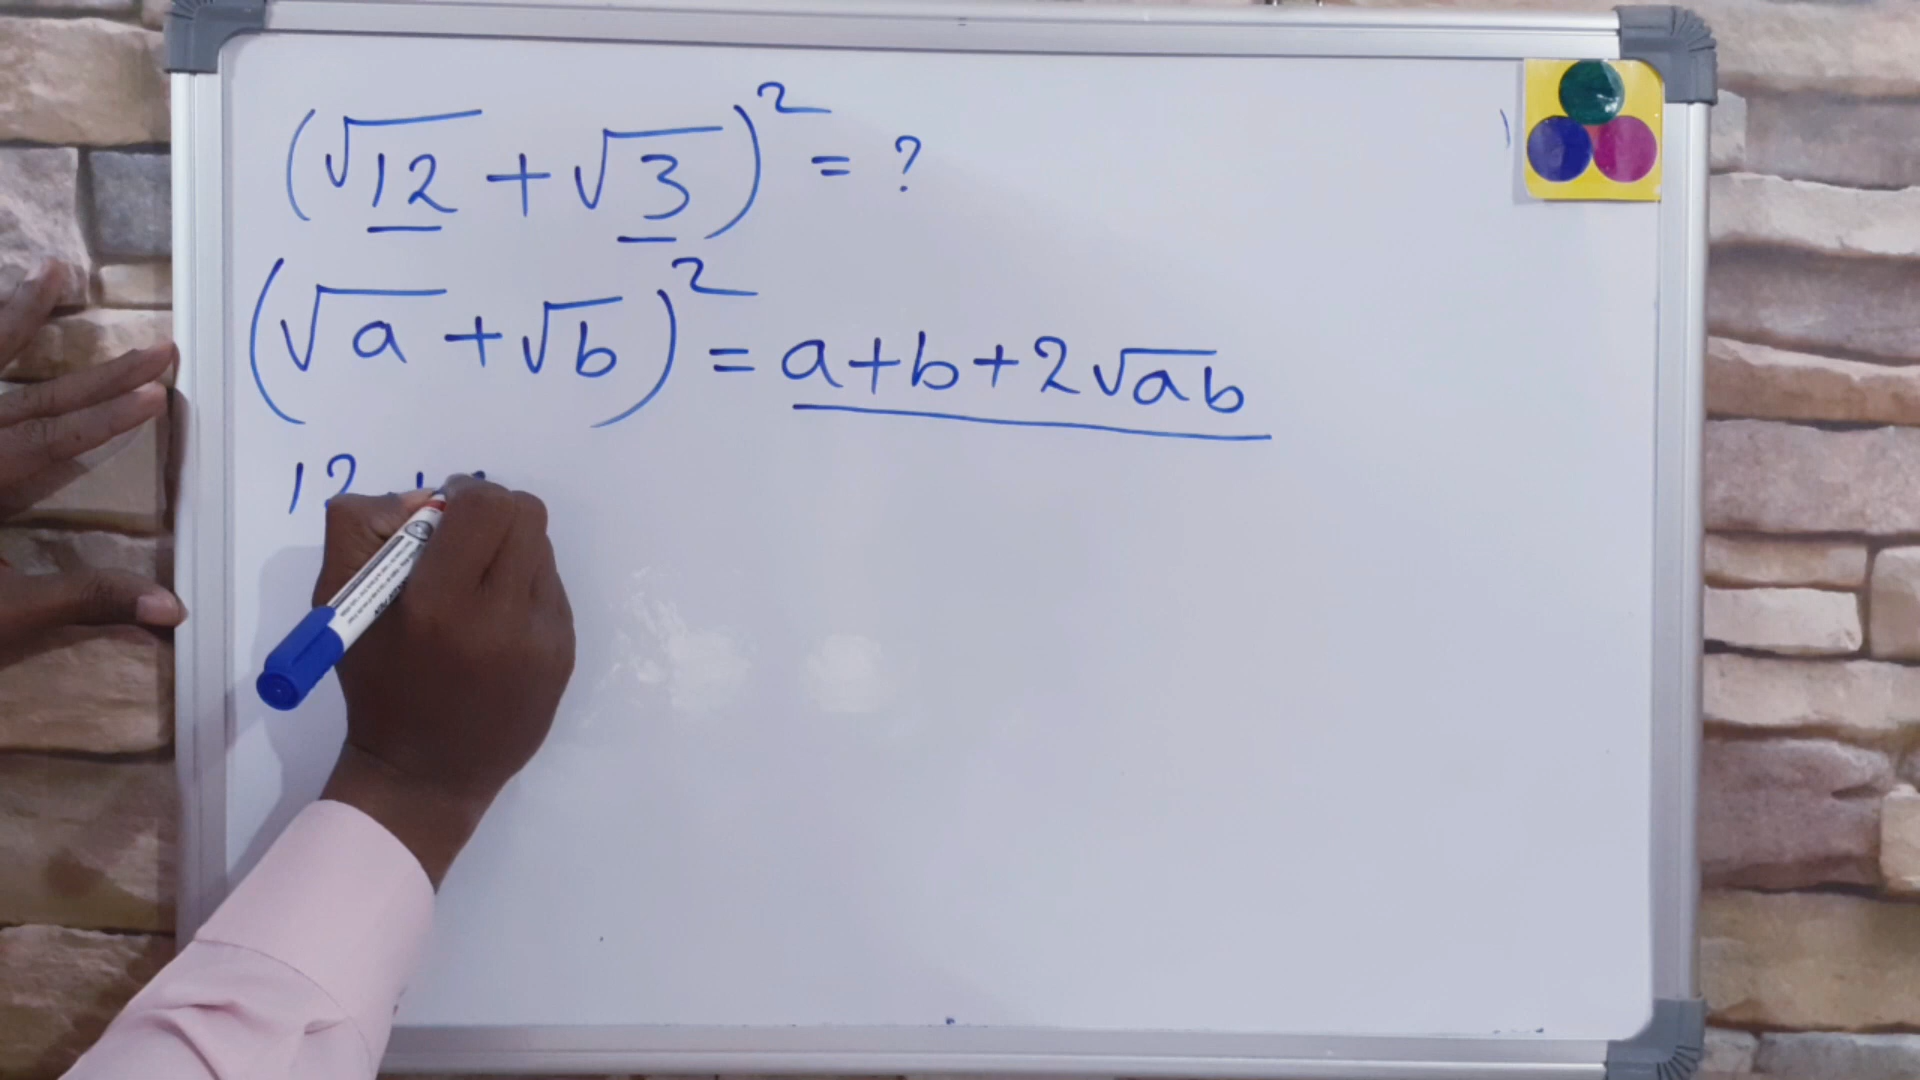 (√12 + √3)² = ?
(√a + √b)² = a+b+2√ab
12 +